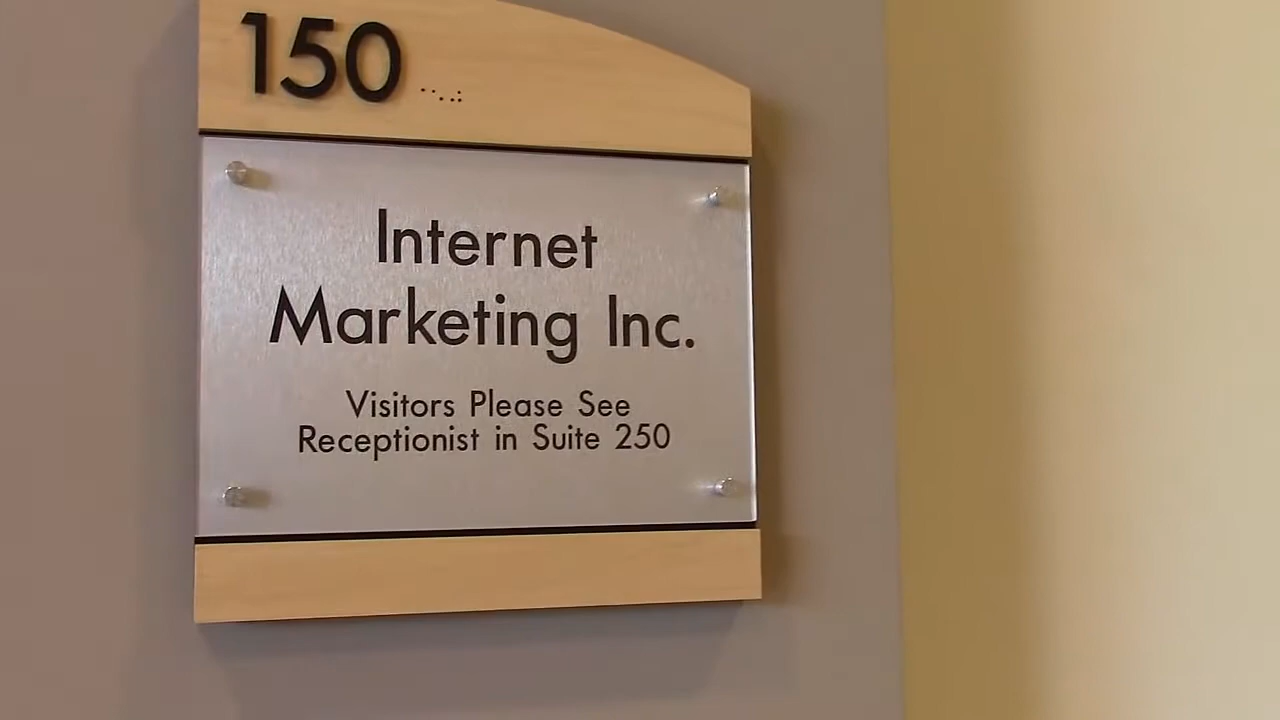 150
Internet
Marketing Inc.
Visitors Please See
Receptionist in Suite 250